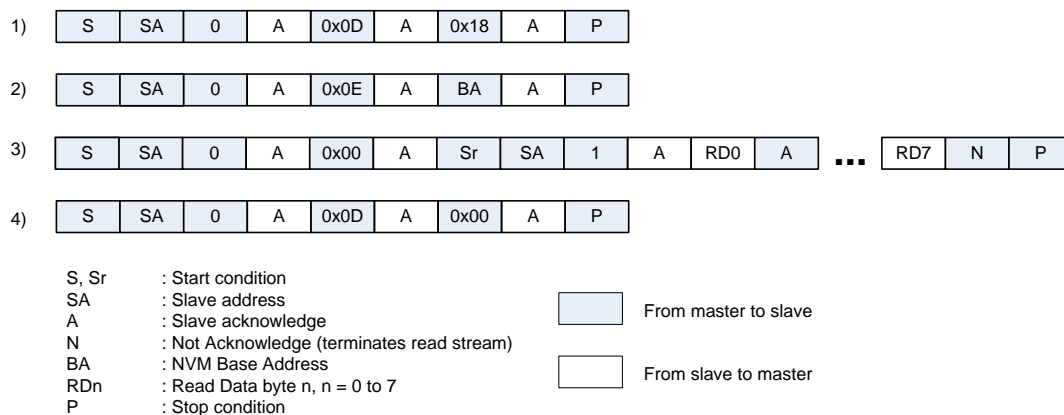 1) S SA 0 A 0x0D A 0x18 A P
2) S SA 0 A 0x0E A BA A P
3) S SA 0 A 0x00 A Sr SA 1 A RD0 A ... RD7 N P
4) S SA 0 A 0x0D A 0x00 A P
S, Sr : Start condition
SA : Slave address
A : Slave acknowledge
N : Not Acknowledge (terminates read stream)
BA : NVM Base Address
RDn : Read Data byte n, n = 0 to 7
P : Stop condition
From master to slave
From slave to master